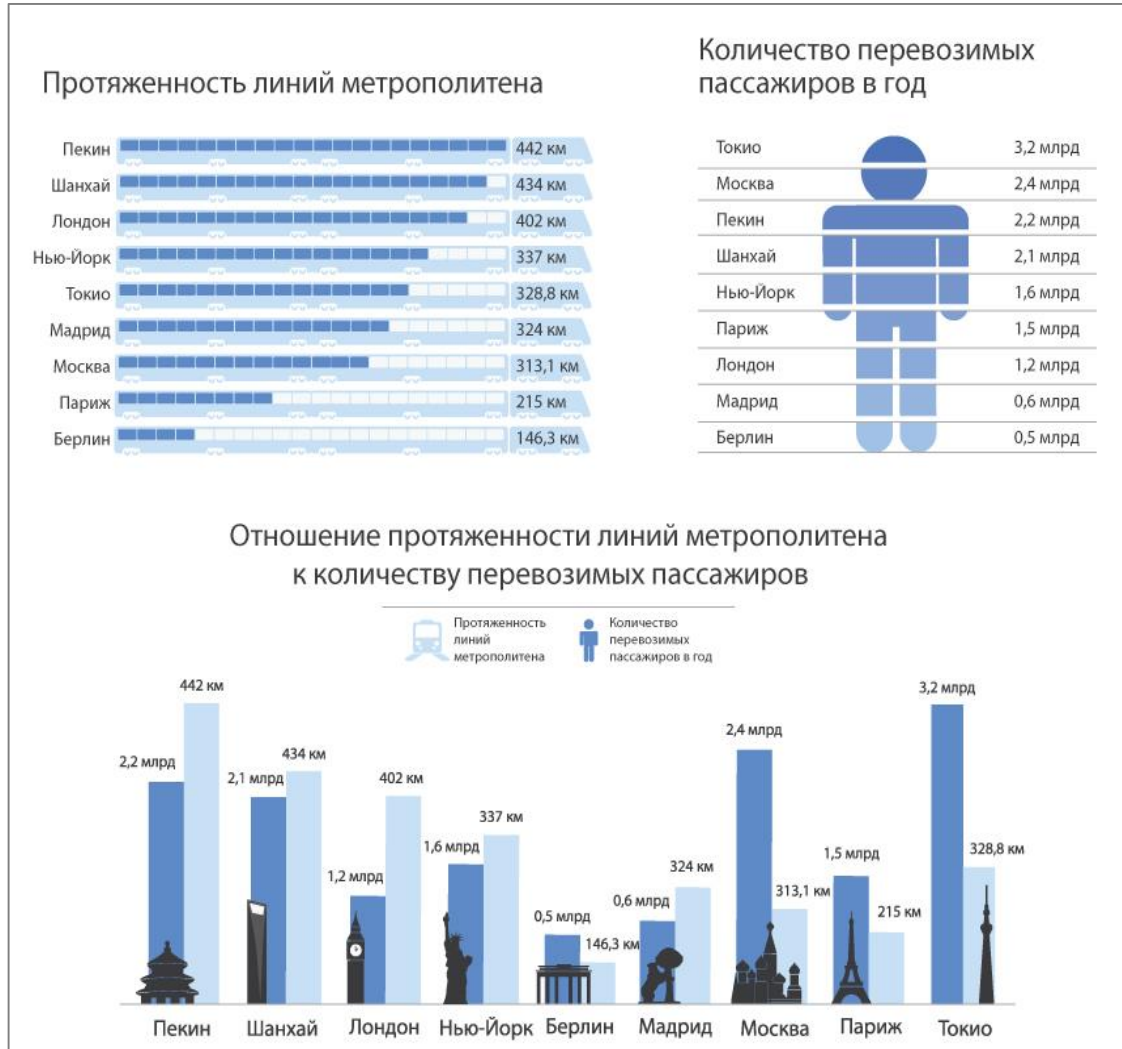 Протяженность линий метрополитена
Пекин 442 км
Шанхай 434 км
Лондон 402 км
Нью-Йорк 337 км
Токио 328,8 км
Мадрид 324 км
Москва 313,1 км
Париж 215 км
Берлин 146,3 км
Количество перевозимых
пассажиров в год
Токио 3,2 млрд
Москва 2,4 млрд
Пекин 2,2 млрд
Шанхай 2,1 млрд
Нью-Йорк 1,6 млрд
Париж 1,5 млрд
Лондон 1,2 млрд
Мадрид 0,6 млрд
Берлин 0,5 млрд
Отношение протяженности линий метрополитена
к количеству перевозимых пассажиров
Протяженность
линий
метрополитена
Количество
перевозимых
пассажиров в год
2,2 млрд 442 км
2,1 млрд 434 км
1,2 млрд 402 км
1,6 млрд 337 км
0,5 млрд 146,3 км
0,6 млрд 324 км
2,4 млрд 313,1 км
1,5 млрд 215 км
3,2 млрд 328,8 км
Пекин Шанхай Лондон Нью-Йорк Берлин Мадрид Москва Париж Токио